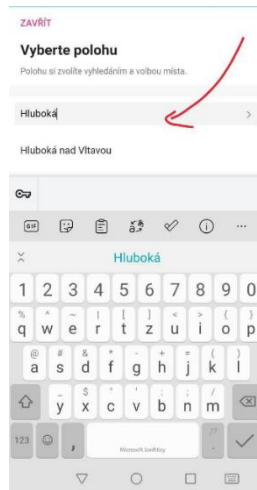 ZAVŘÍT
Vyberte polohu
Polohu si zvolíte vyhledáním a volbou místa.
Hluboká
Hluboká nad Vltavou
GIF
Hluboká
1 2 3 4 5 6 7 8 9 0
q w e r t z u i o p
a s d f g h j k l
y x c v b n m
123 , Microsoft SwiftKey .